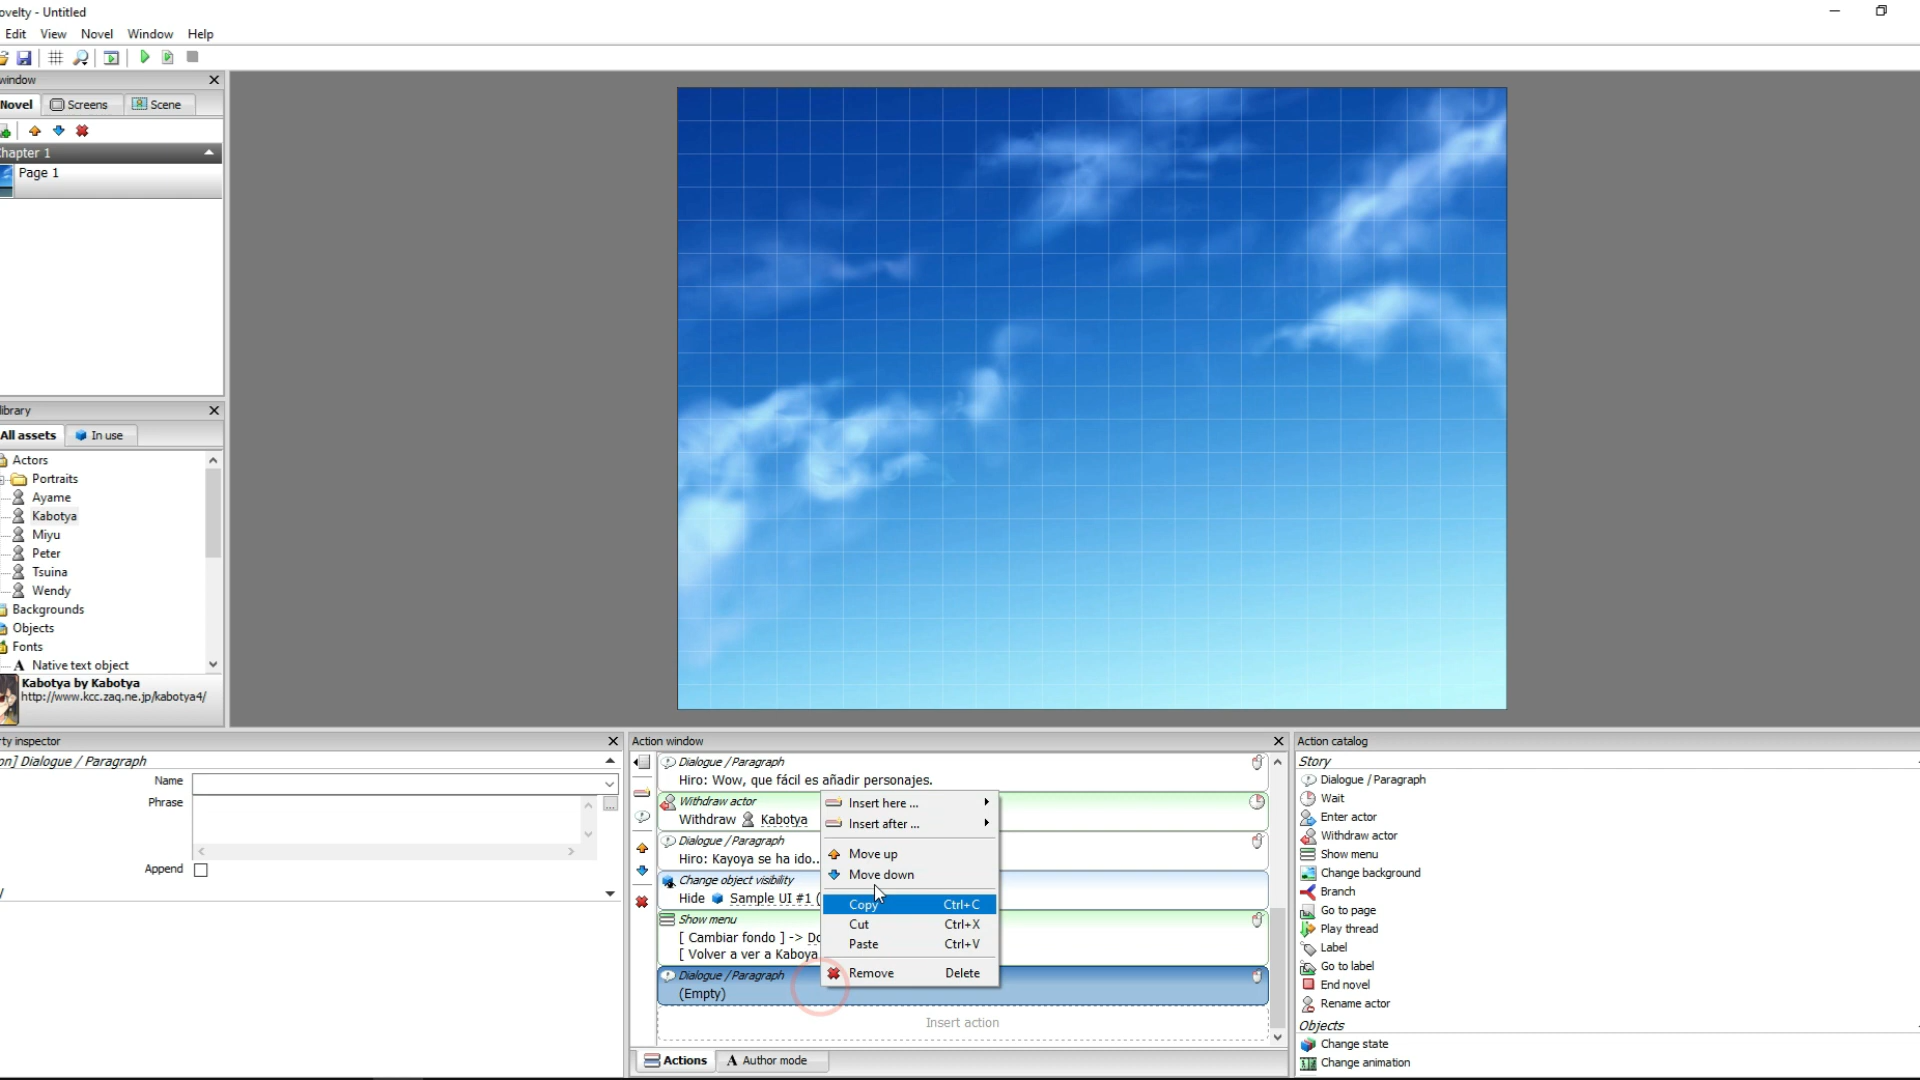 ovelty - Untitled
Edit View Novel Window Help
window
Novel Screens Scene
Chapter 1
Page 1
library
All assets In use
Actors
Portraits
Ayame
Kabotya
Miyu
Peter
Tsuina
Wendy
Backgrounds
Objects
Fonts
A Native text object
Kabotya by Kabotya
http://www.kcc.zaq.ne.jp/kabotya4/
ty inspector
on] Dialogue / Paragraph
Name
Phrase
...
Append
Action window
Dialogue / Paragraph
Hiro: Wow, que fácil es añadir personajes.
Withdraw actor
Withdraw Kabotya
Dialogue / Paragraph
Hiro: Kayoya se ha ido..
Change object visibility
Hide Sample UI #1 (
Show menu
[ Cambiar fondo ] -> Do
[ Volver a ver a Kaboya
Dialogue / Paragraph
(Empty)
Insert action
Actions A Author mode
Insert here ...
Insert after ...
Move up
Move down
Copy Ctrl+C
Cut Ctrl+X
Paste Ctrl+V
Remove Delete
Action catalog
Story
Dialogue / Paragraph
Wait
Enter actor
Withdraw actor
Show menu
Change background
Branch
Go to page
Play thread
Label
Go to label
End novel
Rename actor
Objects
Change state
Change animation